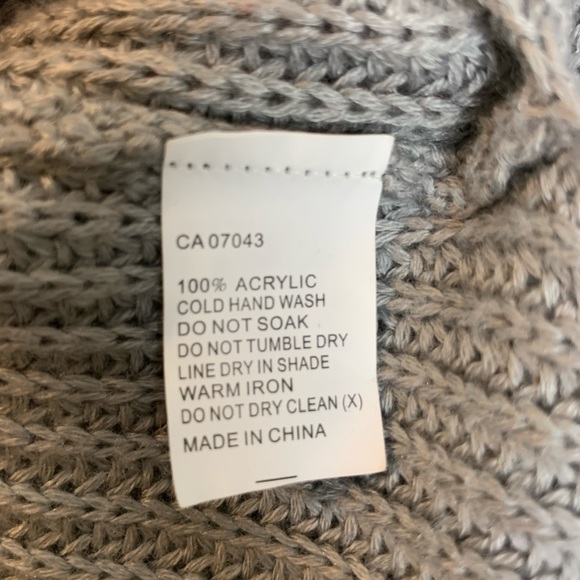 CA 07043
100% ACRYLIC
COLD HAND WASH
DO NOT SOAK
DO NOT TUMBLE DRY
LINE DRY IN SHADE
WARM IRON
DO NOT DRY CLEAN (X)
MADE IN CHINA